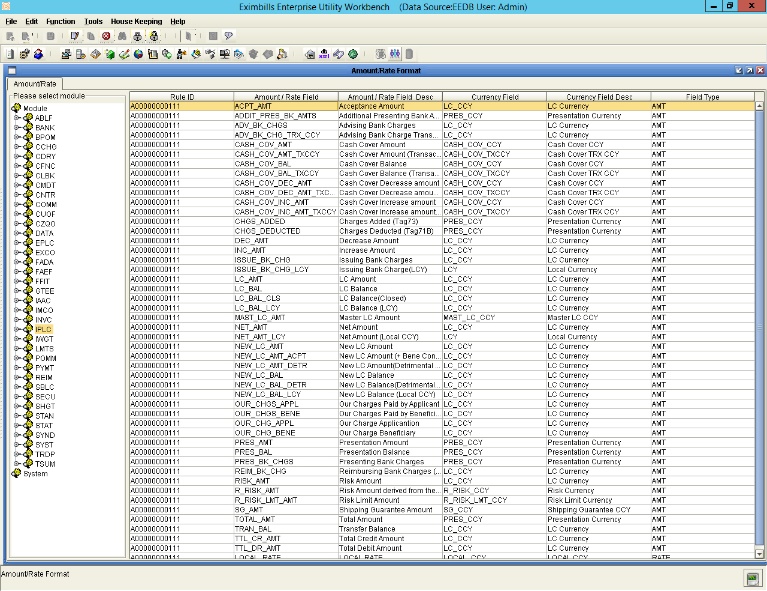 Eximbills Enterprise Utility Workbench (Data Source:EEDB User: Admin)
File Edit Function Tools House Keeping Help
Amount/Rate Format
Amount/Rate
Please select module
Module
ABLF
BANK
BPOM
CCHG
CDRY
CFNC
CLBK
CMDT
CNTR
COMM
CUOF
CZGO
DATA
EPLC
EXCO
FADA
FAEF
FFIT
GTEE
IAAC
IMCO
INVC
IPLC
IWGT
LMTS
POMM
PYMT
REIM
SBLC
SECU
SHGT
STAN
STAT
SYND
SYST
TRDP
TSUM
System
Rule ID Amount / Rate Field Amount / Rate Field Desc Currency Field Currency Field Desc Field Type
A00000000111 ACPT_AMT Acceptance Amount LC_CCY LC Currency AMT
A00000000111 ADDIT_PRES_BK_AMTS Additional Presenting Bank A... PRES_CCY Presentation Currency AMT
A00000000111 ADV_BK_CHGS Advising Bank Charges LC_CCY LC Currency AMT
A00000000111 ADV_BK_CHG_TRX_CCY Advising Bank Charge Trans... LC_CCY LC Currency AMT
A00000000111 CASH_COV_AMT Cash Cover Amount CASH_COV_CCY Cash Cover CCY AMT
A00000000111 CASH_COV_AMT_TXCCY Cash Cover Amount (Transac... CASH_COV_TXCCY Cash Cover TRX CCY AMT
A00000000111 CASH_COV_BAL Cash Cover Balance CASH_COV_CCY Cash Cover CCY AMT
A00000000111 CASH_COV_BAL_TXCCY Cash Cover Balance (Transa... CASH_COV_TXCCY Cash Cover TRX CCY AMT
A00000000111 CASH_COV_DEC_AMT Cash Cover Decrease amount CASH_COV_CCY Cash Cover CCY AMT
A00000000111 CASH_COV_DEC_AMT_TXC... Cash Cover Decrease amou... CASH_COV_TXCCY Cash Cover TRX CCY AMT
A00000000111 CASH_COV_INC_AMT Cash Cover Increase amount CASH_COV_CCY Cash Cover CCY AMT
A00000000111 CASH_COV_INC_AMT_TXCCY Cash Cover Increase amount... CASH_COV_TXCCY Cash Cover TRX CCY AMT
A00000000111 CHGS_ADDED Charges Added (Tag73) PRES_CCY Presentation Currency AMT
A00000000111 CHGS_DEDUCTED Charges Deducted (Tag71B) PRES_CCY Presentation Currency AMT
A00000000111 DEC_AMT Decrease Amount LC_CCY LC Currency AMT
A00000000111 INC_AMT Increase Amount LC_CCY LC Currency AMT
A00000000111 ISSUE_BK_CHG Issuing Bank Charges LC_CCY LC Currency AMT
A00000000111 ISSUE_BK_CHG_LCY Issuing Bank Charge(LCY) LCY Local Currency AMT
A00000000111 LC_AMT LC Amount LC_CCY LC Currency AMT
A00000000111 LC_BAL LC Balance LC_CCY LC Currency AMT
A00000000111 LC_BAL_CLS LC Balance(Closed) LC_CCY LC Currency AMT
A00000000111 LC_BAL_LCY LC Balance (LCY) LC_CCY LC Currency AMT
A00000000111 MAST_LC_AMT Master LC Amount MAST_LC_CCY Master LC CCY AMT
A00000000111 NET_AMT Net Amount LC_CCY LC Currency AMT
A00000000111 NET_AMT_LCY Net Amount (Local CCY) LCY Local Currency AMT
A00000000111 NEW_LC_AMT New LC Amount LC_CCY LC Currency AMT
A00000000111 NEW_LC_AMT_ACPT New LC Amount (+ Bene Con... LC_CCY LC Currency AMT
A00000000111 NEW_LC_AMT_DETR New LC Amount(Detrimental ... LC_CCY LC Currency AMT
A00000000111 NEW_LC_BAL New LC Balance LC_CCY LC Currency AMT
A00000000111 NEW_LC_BAL_DETR New LC Balance(Detrimental ... LC_CCY LC Currency AMT
A00000000111 NEW_LC_BAL_LCY New LC Balance (Local CCY) LC_CCY LC Currency AMT
A00000000111 OUR_CHGS_APPL Our Charges Paid by Applicant LC_CCY LC Currency AMT
A00000000111 OUR_CHGS_BENE Our Charges Paid by Benefici... LC_CCY LC Currency AMT
A00000000111 OUR_CHG_APPL Our Charge Applicantion LC_CCY LC Currency AMT
A00000000111 OUR_CHG_BENE Our Charge Beneficiary LC_CCY LC Currency AMT
A00000000111 PRES_AMT Presentation Amount PRES_CCY Presentation Currency AMT
A00000000111 PRES_BAL Presentation Balance PRES_CCY Presentation Currency AMT
A00000000111 PRES_BK_CHGS Presenting Bank Charges PRES_CCY Presentation Currency AMT
A00000000111 REIM_BK_CHG Reimbursing Bank Charges (... LC_CCY LC Currency AMT
A00000000111 RISK_AMT Risk Amount LC_CCY LC Currency AMT
A00000000111 R_RISK_AMT Risk Amount derived from the... R_RISK_CCY Risk Currency AMT
A00000000111 R_RISK_LMT_AMT Risk Limit Amount R_RISK_LMT_CCY Risk Limit Currency AMT
A00000000111 SG_AMT Shipping Guarantee Amount SG_CCY Shipping Guarantee CCY AMT
A00000000111 TOTAL_AMT Total Amount PRES_CCY Presentation Currency AMT
A00000000111 TRAN_BAL Transfer Balance LC_CCY LC Currency AMT
A00000000111 TTL_CR_AMT Total Credit Amount LC_CCY LC Currency AMT
A00000000111 TTL_DR_AMT Total Debit Amount LC_CCY LC Currency AMT
A00000000111 LOCAL_RATE LOCAL_RATE LOCAL_CCY LOCAL_CCY RATE
Amount/Rate Format